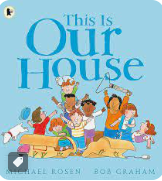 This Is
Our
House
MICHAEL ROSEN BOB GRAHAM